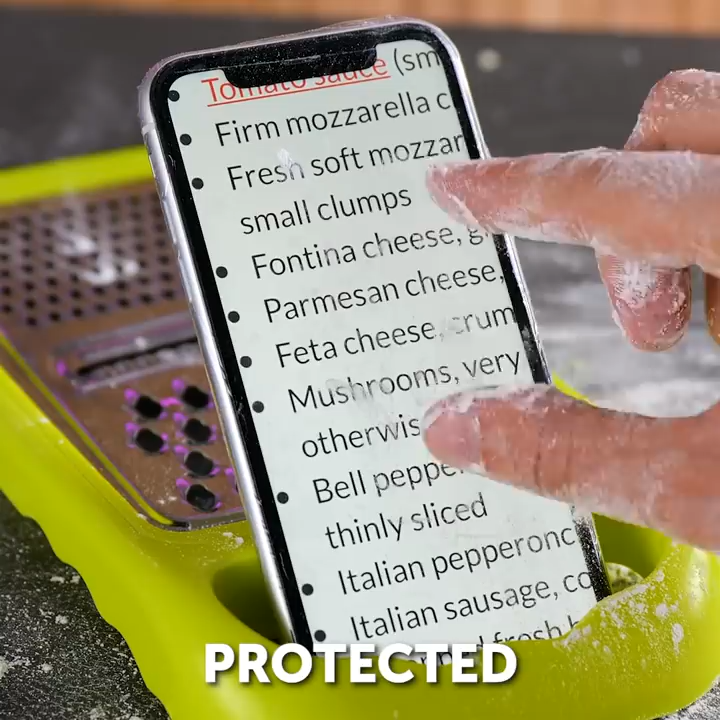 Tomato sauce (sm
• Firm mozzarella c
• Fresh soft mozzar
small clumps
• Fontina cheese, g
• Parmesan cheese,
• Feta cheese, crum
• Mushrooms, very
otherwis
• Bell peppe
thinly sliced
• Italian pepperonc
• Italian sausage, co
fresh
PROTECTED